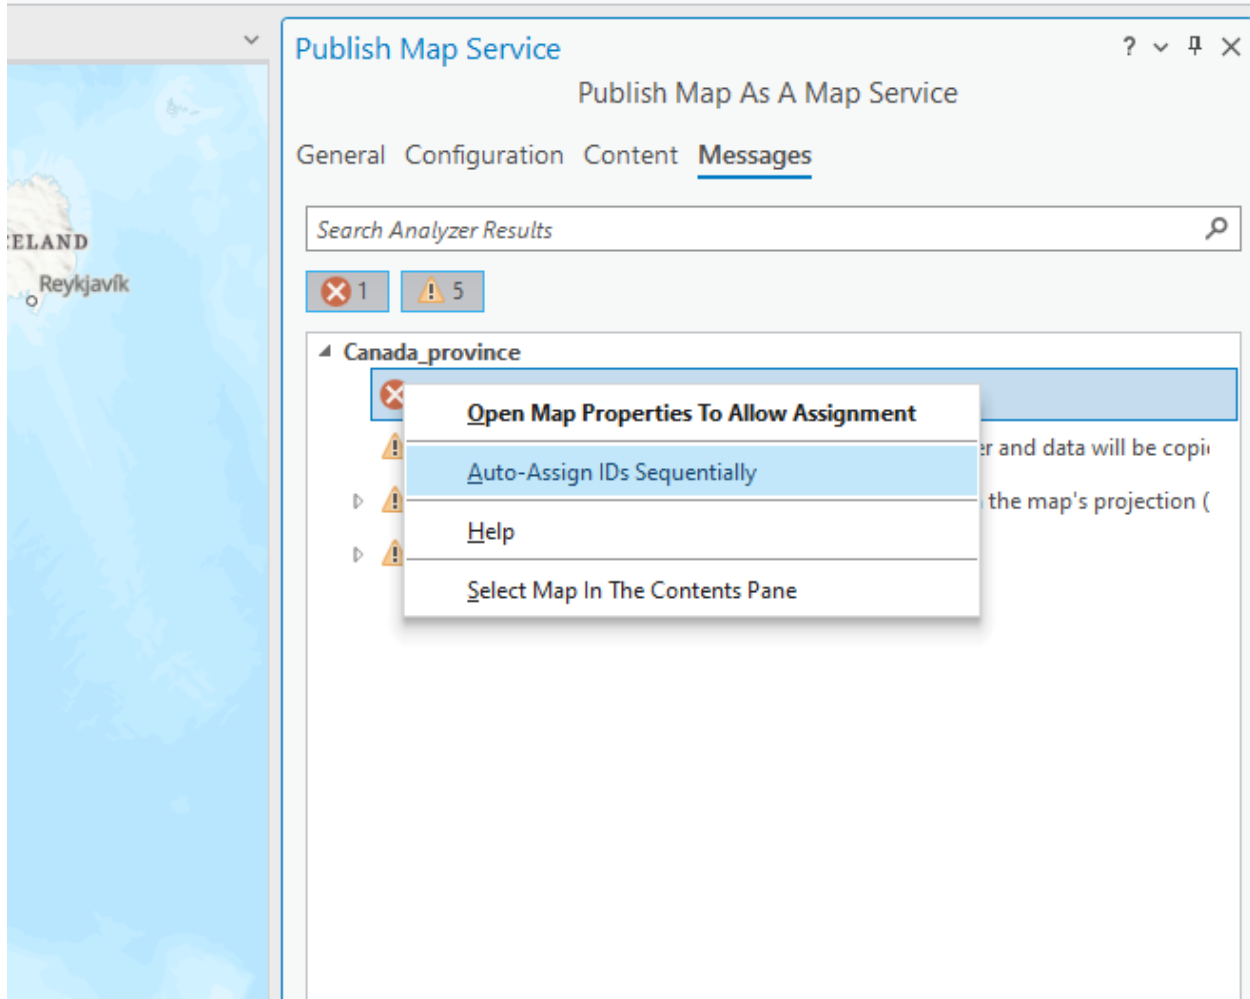 Publish Map Service
?
Publish Map As A Map Service
General Configuration Content Messages
Search Analyzer Results
1
5
ELAND
Reykjavík
Canada_province
Open Map Properties To Allow Assignment
Auto-Assign IDs Sequentially
er and data will be copi
the map's projection (
Help
Select Map In The Contents Pane